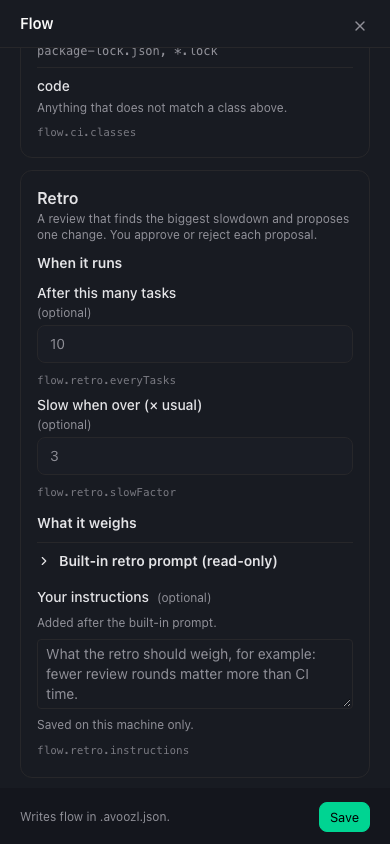 Flow
package-lock.json, *.lock
code
Anything that does not match a class above.
flow.ci.classes
Retro
A review that finds the biggest slowdown and proposes
one change. You approve or reject each proposal.
When it runs
After this many tasks
(optional)
10
flow.retro.everyTasks
Slow when over (× usual)
(optional)
3
flow.retro.slowFactor
What it weighs
Built-in retro prompt (read-only)
Your instructions (optional)
Added after the built-in prompt.
What the retro should weigh, for example:
fewer review rounds matter more than CI
time.
Saved on this machine only.
flow.retro.instructions
Writes flow in .avoozl.json.
Save